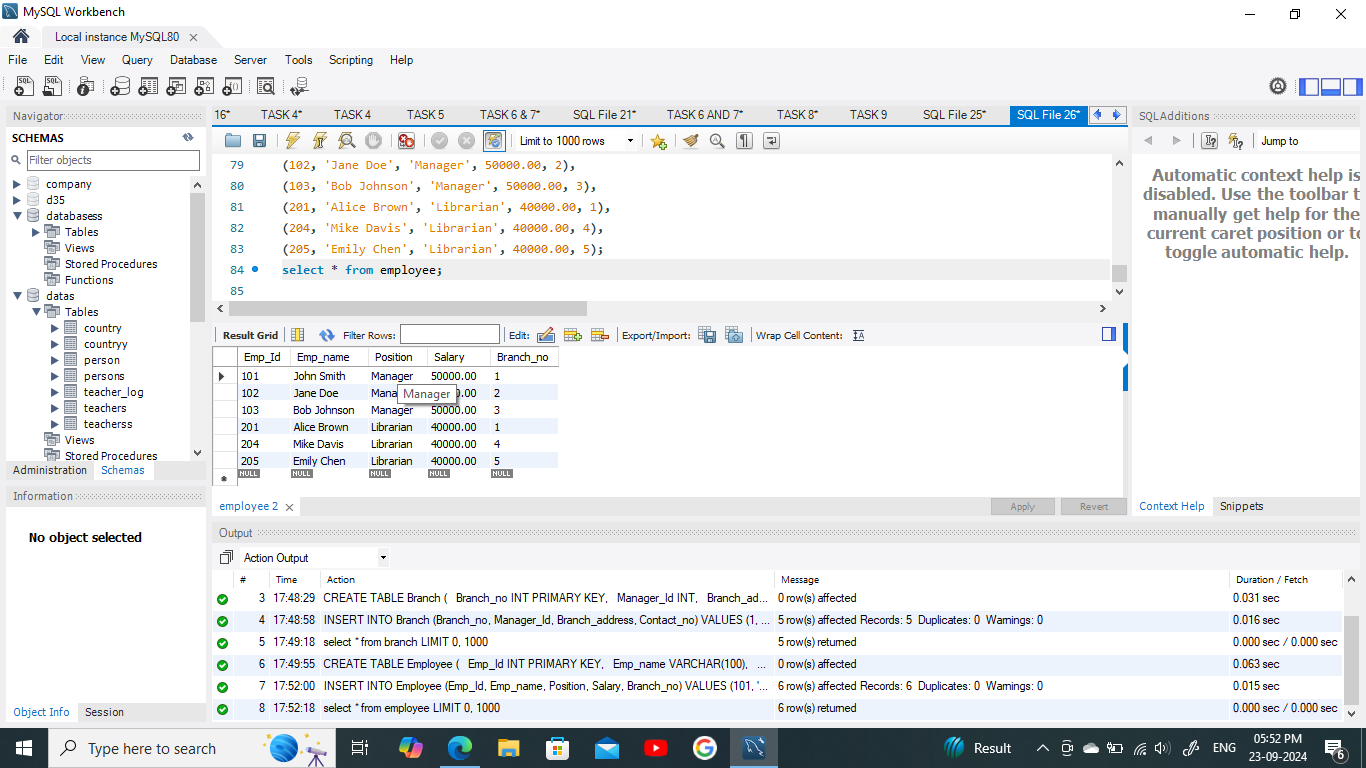 MySQL Workbench
Local instance MySQL80
File Edit View Query Database Server Tools Scripting Help
Navigator
SCHEMAS
Filter objects
company
d35
databasess
Tables
Views
Stored Procedures
Functions
datas
Tables
country
countryy
person
persons
teacher_log
teachers
teacherss
Views
Stored Procedures
Administration Schemas
Information
No object selected
Object Info Session
16* TASK 4* TASK 4 TASK 5 TASK 6 & 7* SQL File 21* TASK 6 AND 7* TASK 8* TASK 9 SQL File 25* SQL File 26*
Limit to 1000 rows
79 (102, 'Jane Doe', 'Manager', 50000.00, 2),
80 (103, 'Bob Johnson', 'Manager', 50000.00, 3),
81 (201, 'Alice Brown', 'Librarian', 40000.00, 1),
82 (204, 'Mike Davis', 'Librarian', 40000.00, 4),
83 (205, 'Emily Chen', 'Librarian', 40000.00, 5);
84 select * from employee;
85
Result Grid Filter Rows: Edit: Export/Import: Wrap Cell Content:
Emp_Id Emp_name Position Salary Branch_no
101 John Smith Manager 50000.00 1
102 Jane Doe 2
Manager
103 Bob Johnson Manager 50000.00 3
201 Alice Brown Librarian 40000.00 1
204 Mike Davis Librarian 40000.00 4
205 Emily Chen Librarian 40000.00 5
NULL NULL NULL NULL NULL
employee 2
Apply Revert
SQLAdditions
Jump to
Automatic context help is
disabled. Use the toolbar t
manually get help for the
current caret position or to
toggle automatic help.
Context Help Snippets
Output
Action Output
# Time Action Message Duration / Fetch
3 17:48:29 CREATE TABLE Branch ( Branch_no INT PRIMARY KEY, Manager_Id INT, Branch_ad... 0 row(s) affected 0.031 sec
4 17:48:58 INSERT INTO Branch (Branch_no, Manager_Id, Branch_address, Contact_no) VALUES (1, ... 5 row(s) affected Records: 5 Duplicates: 0 Warnings: 0 0.016 sec
5 17:49:18 select * from branch LIMIT 0, 1000 5 row(s) returned 0.000 sec / 0.000 sec
6 17:49:55 CREATE TABLE Employee ( Emp_Id INT PRIMARY KEY, Emp_name VARCHAR(100), ... 0 row(s) affected 0.063 sec
7 17:52:00 INSERT INTO Employee (Emp_Id, Emp_name, Position, Salary, Branch_no) VALUES (101, '... 6 row(s) affected Records: 6 Duplicates: 0 Warnings: 0 0.015 sec
8 17:52:18 select * from employee LIMIT 0, 1000 6 row(s) returned 0.000 sec / 0.000 sec
Type here to search
Result
ENG
05:52 PM
23-09-2024
6